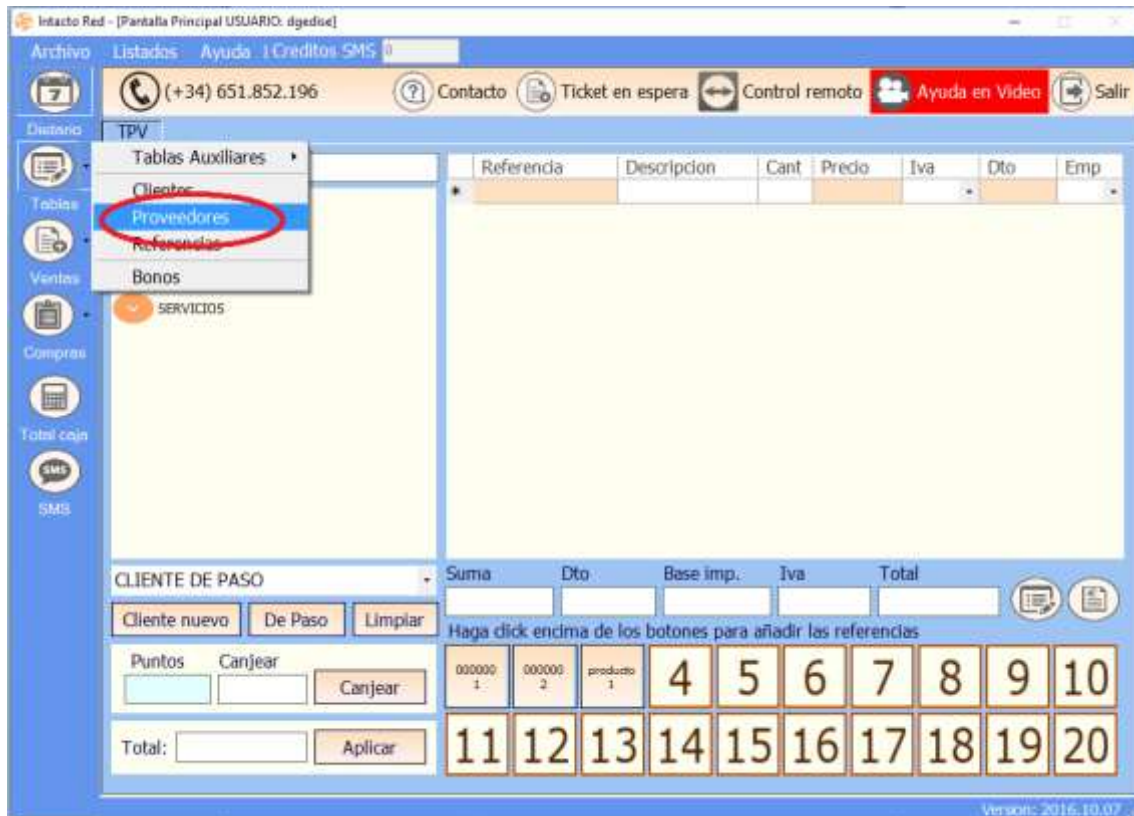 Intacto Red - [Pantalla Principal USUARIO: dgedise]
Archivo Listados Ayuda | Creditos SMS 0
(+34) 651.852.196 Contacto Ticket en espera Control remoto Ayuda en Video Salir
Diatario
TPV
Tablas Auxiliares
Clientes
Proveedores
Referencias
Bonos
Tablas
Ventas
Compras
Total caja
SMS
SMS
SERVICIOS
Referencia Descripcion Cant Precio Iva Dto Emp
*
CLIENTE DE PASO
Cliente nuevo De Paso Limpiar
Puntos Canjear
Canjear
Total: Aplicar
Suma Dto Base imp. Iva Total
Haga click encima de los botones para añadir las referencias
000000 1 000000 2 producto 1 4 5 6 7 8 9 10
11 12 13 14 15 16 17 18 19 20
Version: 2016.10.07